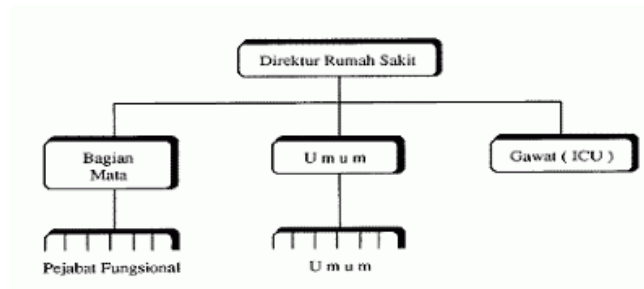 Direktur Rumah Sakit
Bagian
Mata
U m u m
Gawat ( ICU )
Pejabat Fungsional
U m u m